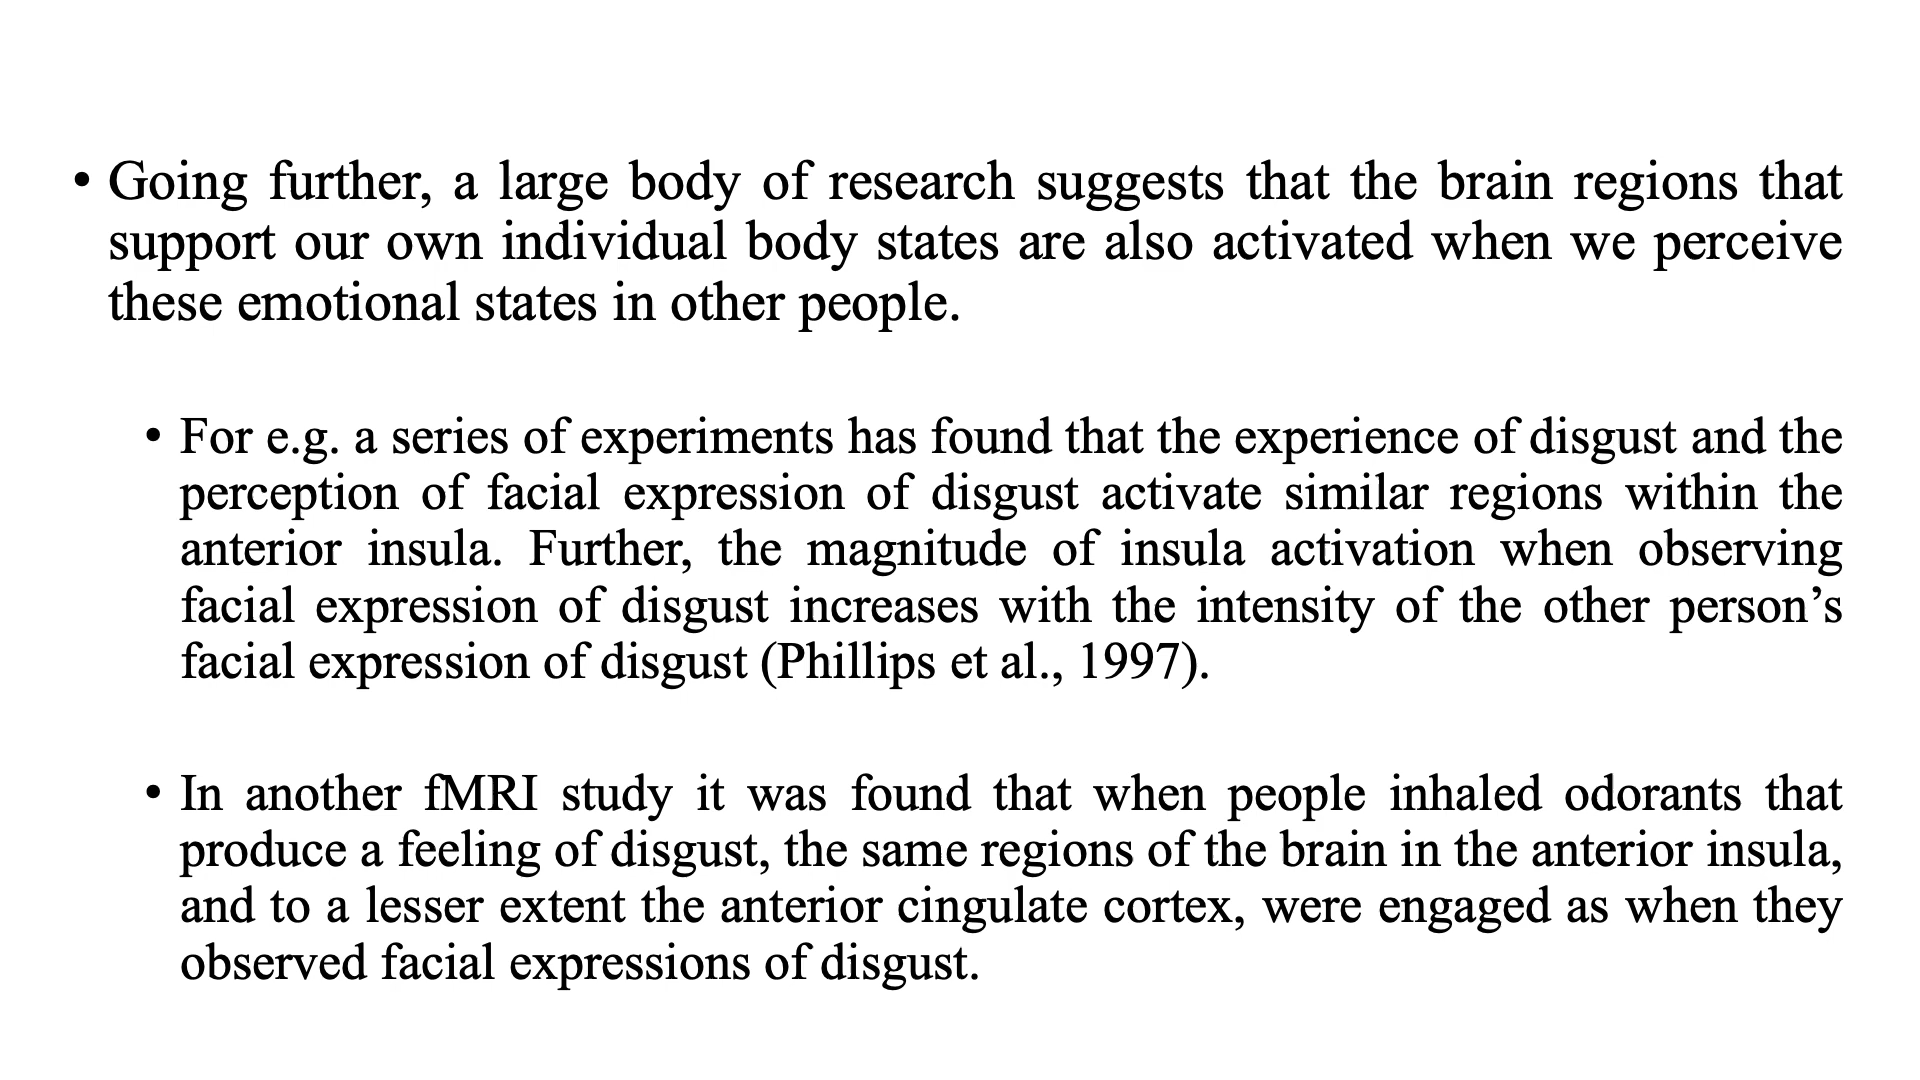 • Going further, a large body of research suggests that the brain regions that
support our own individual body states are also activated when we perceive
these emotional states in other people.
• For e.g. a series of experiments has found that the experience of disgust and the
perception of facial expression of disgust activate similar regions within the
anterior insula. Further, the magnitude of insula activation when observing
facial expression of disgust increases with the intensity of the other person’s
facial expression of disgust (Phillips et al., 1997).
• In another fMRI study it was found that when people inhaled odorants that
produce a feeling of disgust, the same regions of the brain in the anterior insula,
and to a lesser extent the anterior cingulate cortex, were engaged as when they
observed facial expressions of disgust.